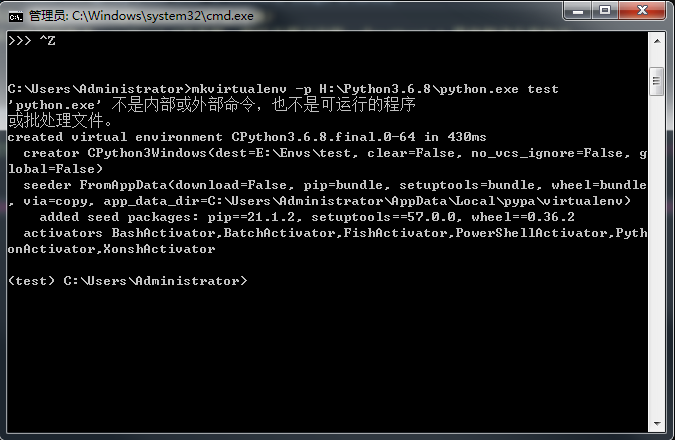 管理员: C:\Windows\system32\cmd.exe
>>> ^Z
C:\Users\Administrator>mkvirtualenv -p H:\Python3.6.8\python.exe test
'python.exe' 不是内部或外部命令，也不是可运行的程序
或批处理文件。
created virtual environment CPython3.6.8.final.0-64 in 430ms
  creator CPython3Windows(dest=E:\Envs\test, clear=False, no_vcs_ignore=False, g
lobal=False)
  seeder FromAppData(download=False, pip=bundle, setuptools=bundle, wheel=bundle
, via=copy, app_data_dir=C:\Users\Administrator\AppData\Local\pypa\virtualenv)
    added seed packages: pip==21.1.2, setuptools==57.0.0, wheel==0.36.2
  activators BashActivator,BatchActivator,FishActivator,PowerShellActivator,Pyth
onActivator,XonshActivator
(test) C:\Users\Administrator>